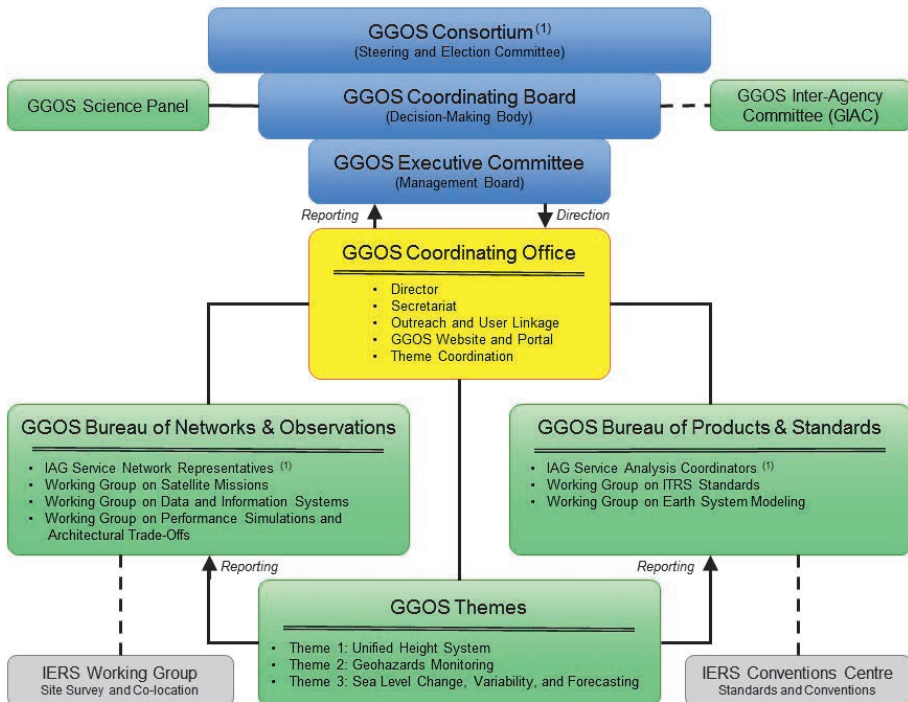 GGOS Consortium (1)
(Steering and Election Committee)
GGOS Science Panel
GGOS Coordinating Board
(Decision-Making Body)
GGOS Inter-Agency
Committee (GIAC)
GGOS Executive Committee
(Management Board)
Reporting
Direction
GGOS Coordinating Office
• Director
• Secretariat
• Outreach and User Linkage
• GGOS Website and Portal
• Theme Coordination
GGOS Bureau of Networks & Observations
• IAG Service Network Representatives (1)
• Working Group on Satellite Missions
• Working Group on Data and Information Systems
• Working Group on Performance Simulations and
Architectural Trade-Offs
GGOS Bureau of Products & Standards
• IAG Service Analysis Coordinators (1)
• Working Group on ITRS Standards
• Working Group on Earth System Modeling
Reporting
Reporting
GGOS Themes
• Theme 1: Unified Height System
• Theme 2: Geohazards Monitoring
• Theme 3: Sea Level Change, Variability, and Forecasting
IERS Working Group
Site Survey and Co-location
IERS Conventions Centre
Standards and Conventions